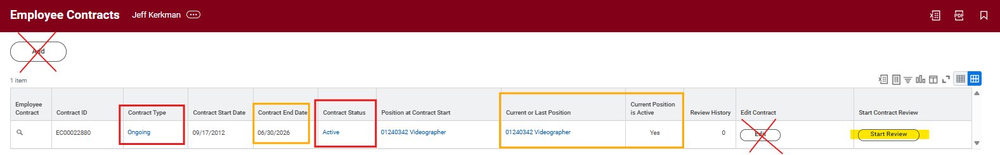 Employee Contracts Jeff Kerkman
PDF
Add
1 item
Employee Contract Contract ID Contract Type Contract Start Date Contract End Date Contract Status Position at Contract Start Current or Last Position Current Position is Active Review History Edit Contract Start Contract Review
EC00022880 Ongoing 09/17/2012 06/30/2026 Active 01240342 Videographer 01240342 Videographer Yes 0 Edit Start Review